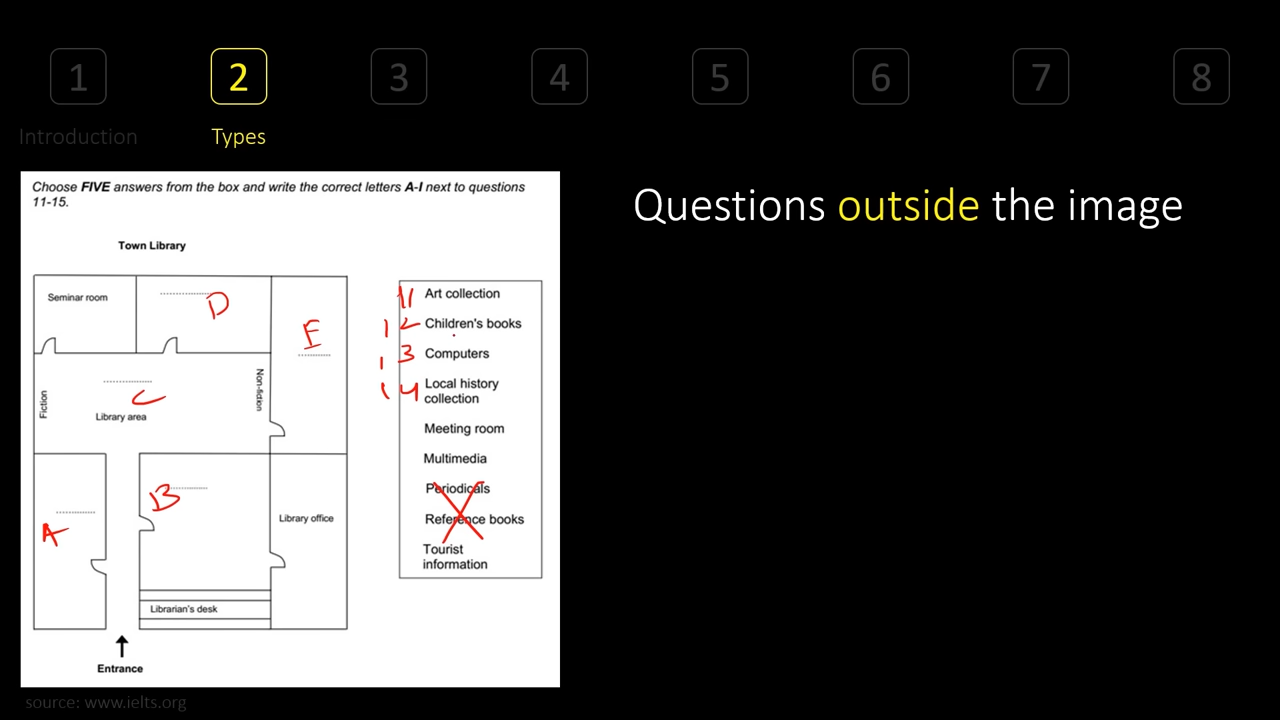 1 2 3 4 5 6 7 8
Introduction Types
Questions outside the image
Choose FIVE answers from the box and write the correct letters A-I next to questions
11-15.
Town Library
Seminar room
D
E
Fiction
C
Library area
Non-fiction
A
B
Library office
Librarian's desk
Entrance
11 Art collection
12 Children's books
13 Computers
14 Local history
collection
Meeting room
Multimedia
Periodicals
Reference books
Tourist
information
source: www.ielts.org